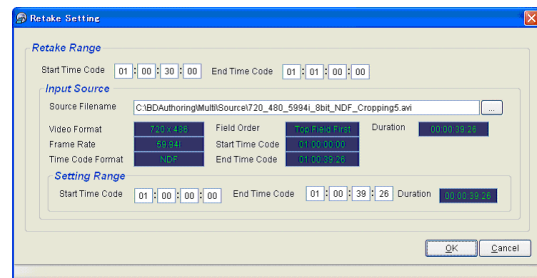 Retake Setting
Retake Range
Start Time Code 01 : 00 : 30 : 00 End Time Code 01 : 01 : 00 : 00
Input Source
Source Filename C:\BDAuthoring\Multi\Source\720_480_5994i_8bit_NDF_Cropping5.avi ...
Video Format 720 x 486 Field Order Top Field First Duration 00:00:39:26
Frame Rate 59.94I Start Time Code 01:00:00:00
Time Code Format NDF End Time Code 01:00:39:26
Setting Range
Start Time Code 01 : 00 : 00 : 00 End Time Code 01 : 00 : 39 : 26 Duration 00:00:39:26
OK Cancel